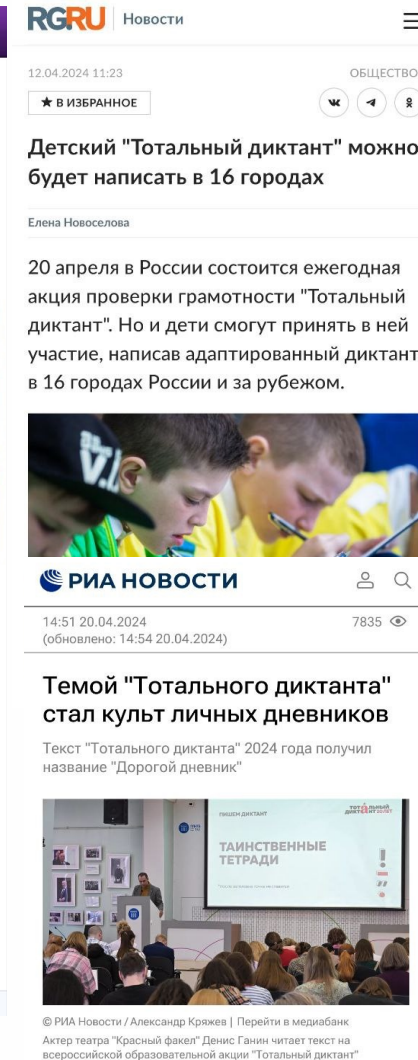 RGRU Новости
12.04.2024 11:23 ОБЩЕСТВО
★ В ИЗБРАННОЕ
Детский "Тотальный диктант" можно
будет написать в 16 городах
Елена Новоселова
20 апреля в России состоится ежегодная
акция проверки грамотности "Тотальный
диктант". Но и дети смогут принять в ней
участие, написав адаптированный диктант
в 16 городах России и за рубежом.
РИА НОВОСТИ
14:51 20.04.2024 7835
(обновлено: 14:54 20.04.2024)
Темой "Тотального диктанта"
стал культ личных дневников
Текст "Тотального диктанта" 2024 года получил
название "Дорогой дневник"
ПИШЕМ ДИКТАНТ
ТОТАЛЬНЫЙ
ДИКТАНТ
ТАИНСТВЕННЫЕ
ТЕТРАДИ
© РИА Новости / Александр Кряжев | Перейти в медиабанк
Актер театра "Красный факел" Денис Ганин читает текст на
всероссийской образовательной акции "Тотальный диктант"